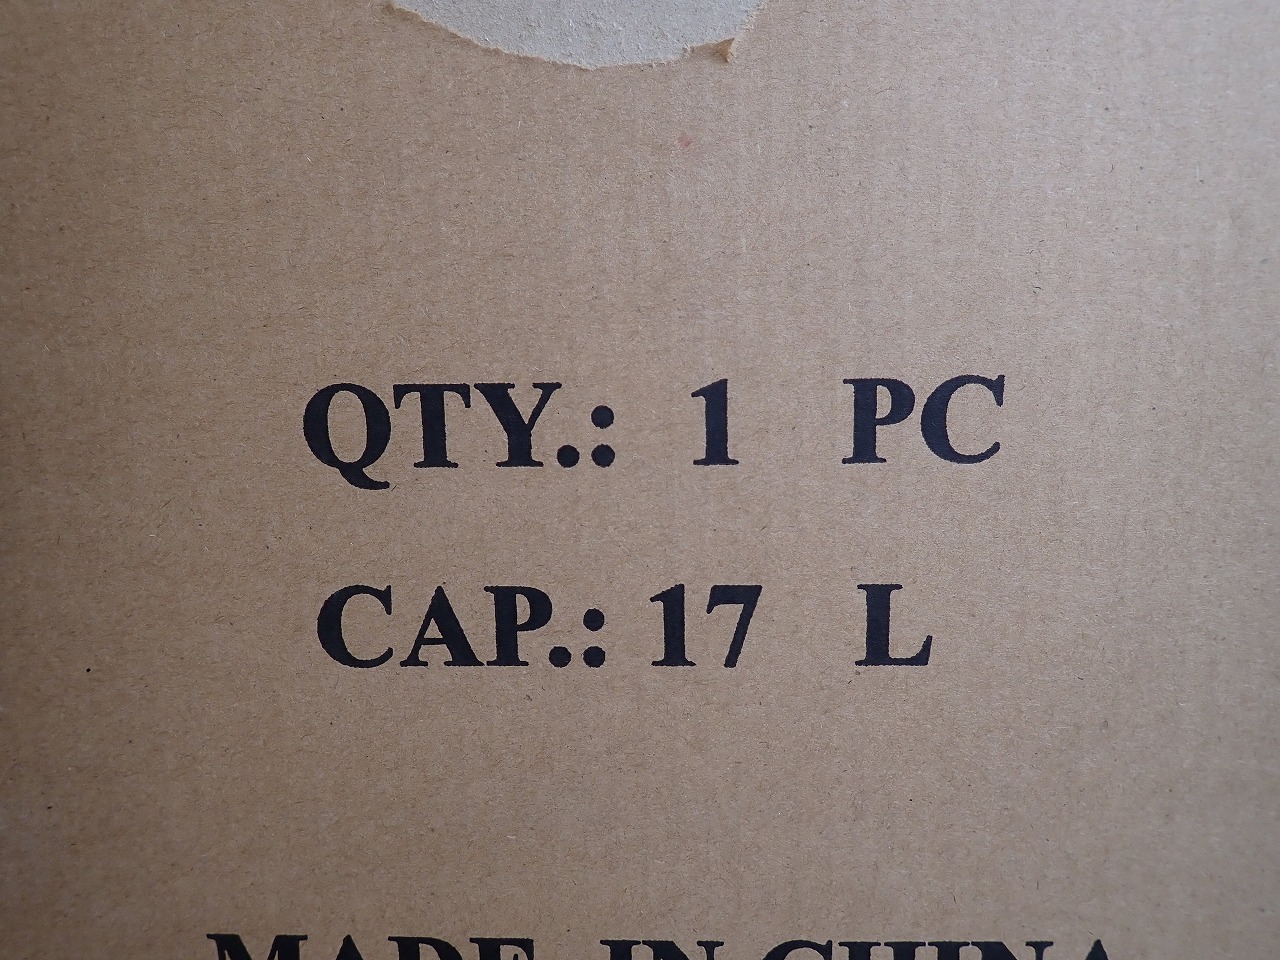 QTY.: 1 PC
CAP.: 17 L
MADE IN CHINA